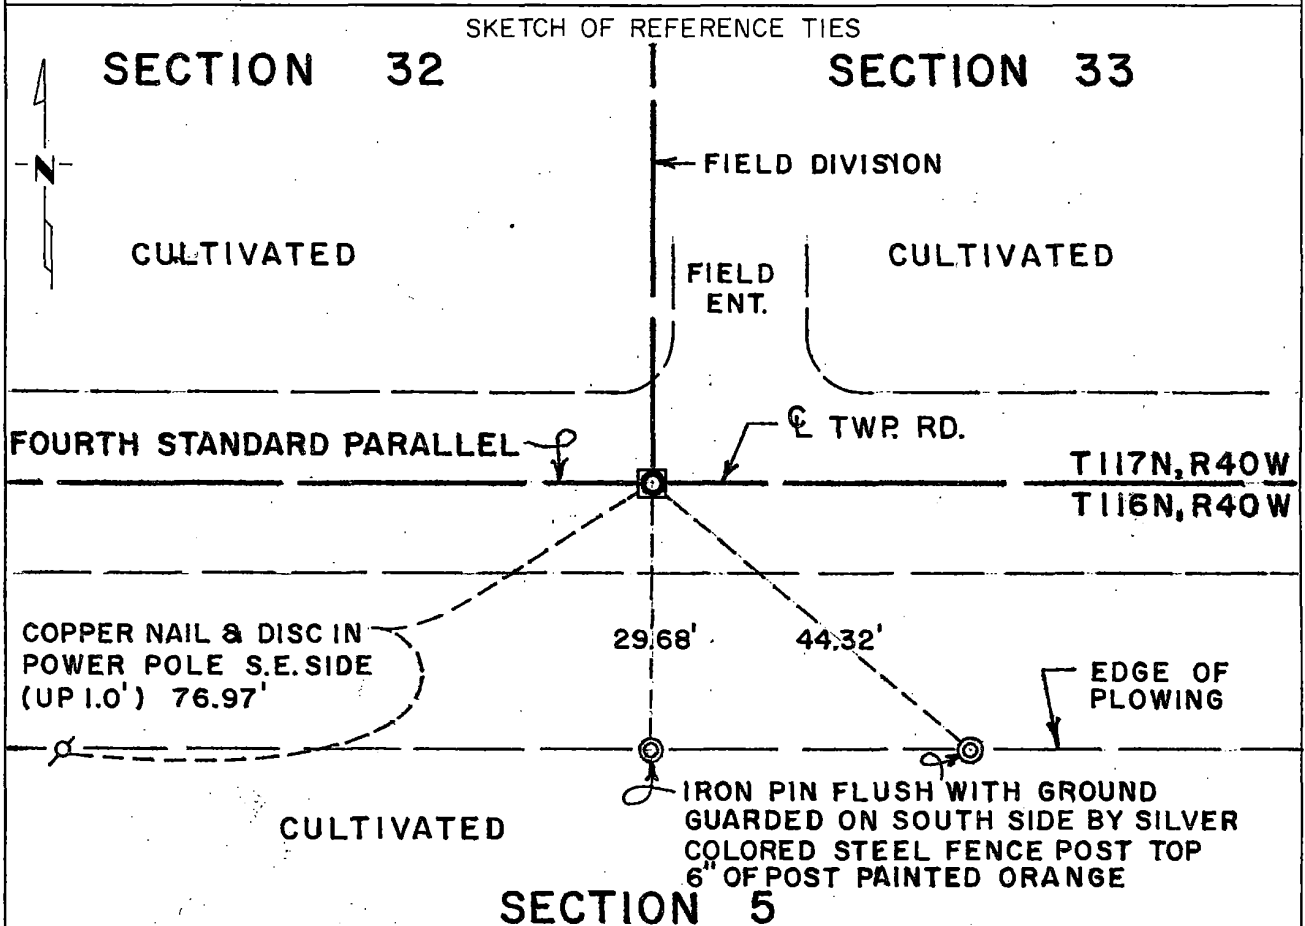 SKETCH OF REFERENCE TIES
SECTION 32
SECTION 33
N
FIELD DIVISION
CULTIVATED
CULTIVATED
FIELD
ENT.
FOURTH STANDARD PARALLEL
℄ TWP. RD.
T117N, R40W
T116N, R40W
COPPER NAIL & DISC IN
POWER POLE S.E. SIDE
(UP 1.0') 76.97'
29.68'
44.32'
EDGE OF
PLOWING
IRON PIN FLUSH WITH GROUND
GUARDED ON SOUTH SIDE BY SILVER
COLORED STEEL FENCE POST TOP
6" OF POST PAINTED ORANGE
CULTIVATED
SECTION 5